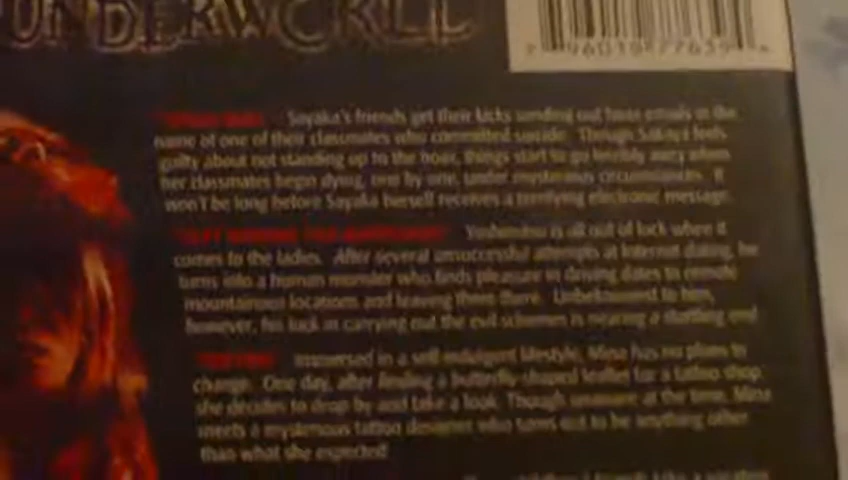 UNDERWORLD
Sayaka's friends get their kicks sending out hoax emails in the
name of one of their classmates who committed suicide. Though Sakaya feels
guilty about not standing up to the hoax, things start to go terribly awry when
her classmates begin dying, one by one, under mysterious circumstances. It
won't be long before Sayaka herself receives a terrifying electronic message.
Yoshimitsu is all out of luck when it
comes to the ladies. After several unsuccessful attempts at Internet dating, he
turns into a human monster who finds pleasure in driving dates to remote
mountainous locations and leaving them there. Unbeknownst to him,
however, his luck in carrying out the evil schemes is nearing a startling end
Immersed in a self-indulgent lifestyle, Mina has no plans to
change. One day, after finding a butterfly-shaped leaflet for a tattoo shop
she decides to drop by and take a look. Though unaware at the time, Mina
meets a mysterious tattoo designer who turns out to be anything other
than what she expected!